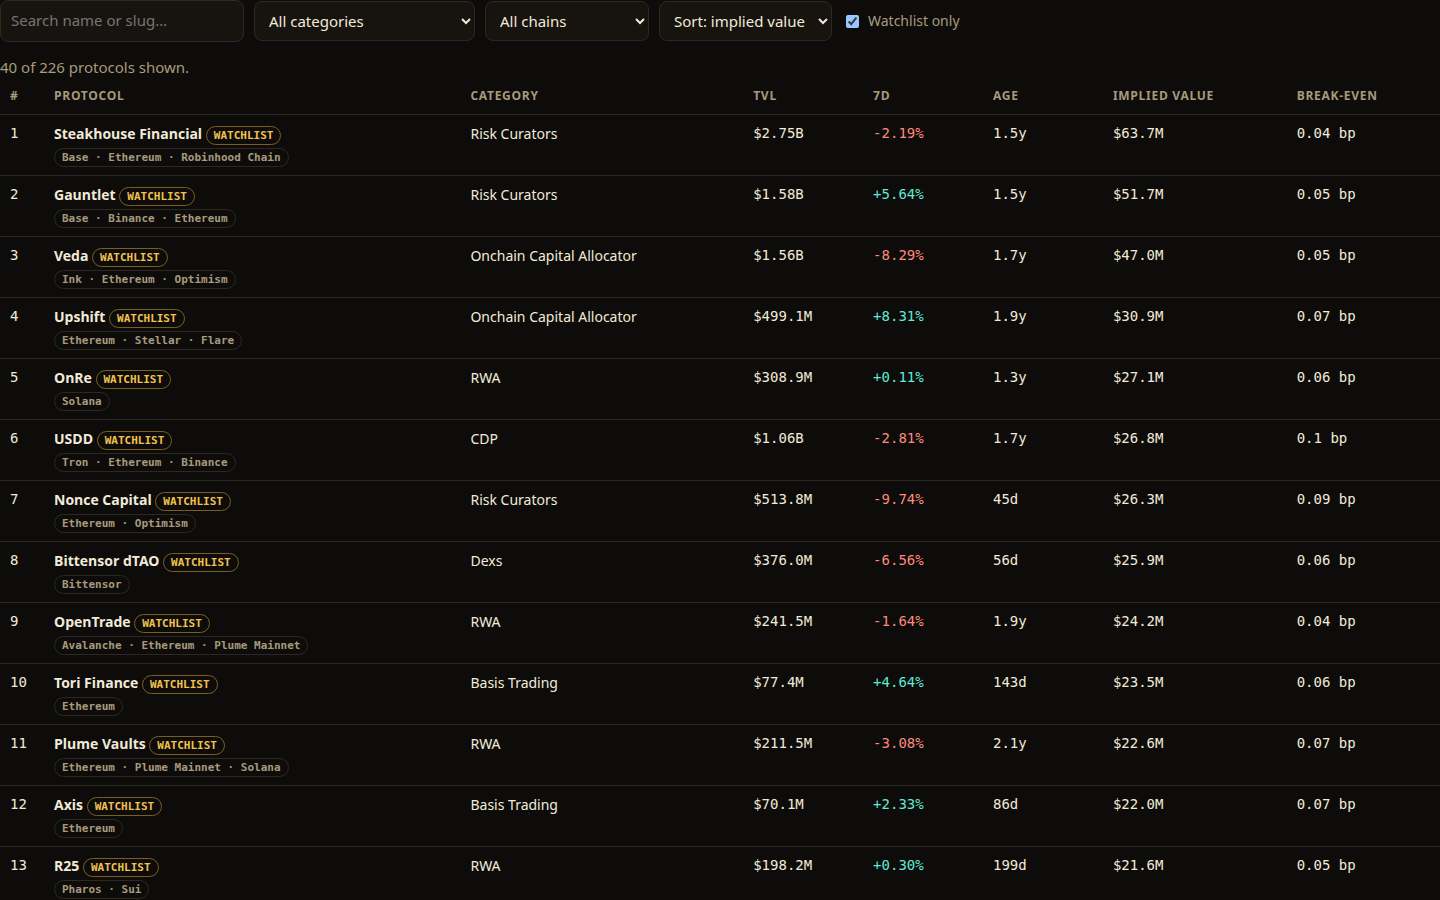 Search name or slug...
All categories
All chains
Sort: implied value
Watchlist only
40 of 226 protocols shown.
# PROTOCOL CATEGORY TVL 7D AGE IMPLIED VALUE BREAK-EVEN
1 Steakhouse Financial WATCHLIST Risk Curators $2.75B -2.19% 1.5y $63.7M 0.04 bp
Base · Ethereum · Robinhood Chain
2 Gauntlet WATCHLIST Risk Curators $1.58B +5.64% 1.5y $51.7M 0.05 bp
Base · Binance · Ethereum
3 Veda WATCHLIST Onchain Capital Allocator $1.56B -8.29% 1.7y $47.0M 0.05 bp
Ink · Ethereum · Optimism
4 Upshift WATCHLIST Onchain Capital Allocator $499.1M +8.31% 1.9y $30.9M 0.07 bp
Ethereum · Stellar · Flare
5 OnRe WATCHLIST RWA $308.9M +0.11% 1.3y $27.1M 0.06 bp
Solana
6 USDD WATCHLIST CDP $1.06B -2.81% 1.7y $26.8M 0.1 bp
Tron · Ethereum · Binance
7 Nonce Capital WATCHLIST Risk Curators $513.8M -9.74% 45d $26.3M 0.09 bp
Ethereum · Optimism
8 Bittensor dTAO WATCHLIST Dexs $376.0M -6.56% 56d $25.9M 0.06 bp
Bittensor
9 OpenTrade WATCHLIST RWA $241.5M -1.64% 1.9y $24.2M 0.04 bp
Avalanche · Ethereum · Plume Mainnet
10 Tori Finance WATCHLIST Basis Trading $77.4M +4.64% 143d $23.5M 0.06 bp
Ethereum
11 Plume Vaults WATCHLIST RWA $211.5M -3.08% 2.1y $22.6M 0.07 bp
Ethereum · Plume Mainnet · Solana
12 Axis WATCHLIST Basis Trading $70.1M +2.33% 86d $22.0M 0.07 bp
Ethereum
13 R25 WATCHLIST RWA $198.2M +0.30% 199d $21.6M 0.05 bp
Pharos · Sui